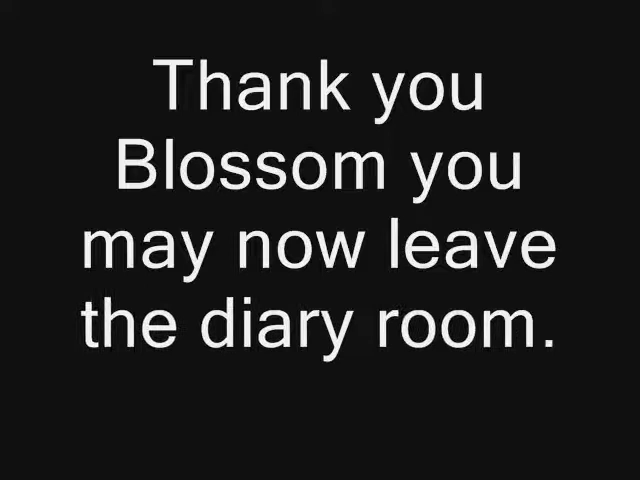 Thank you
Blossom you
may now leave
the diary room.